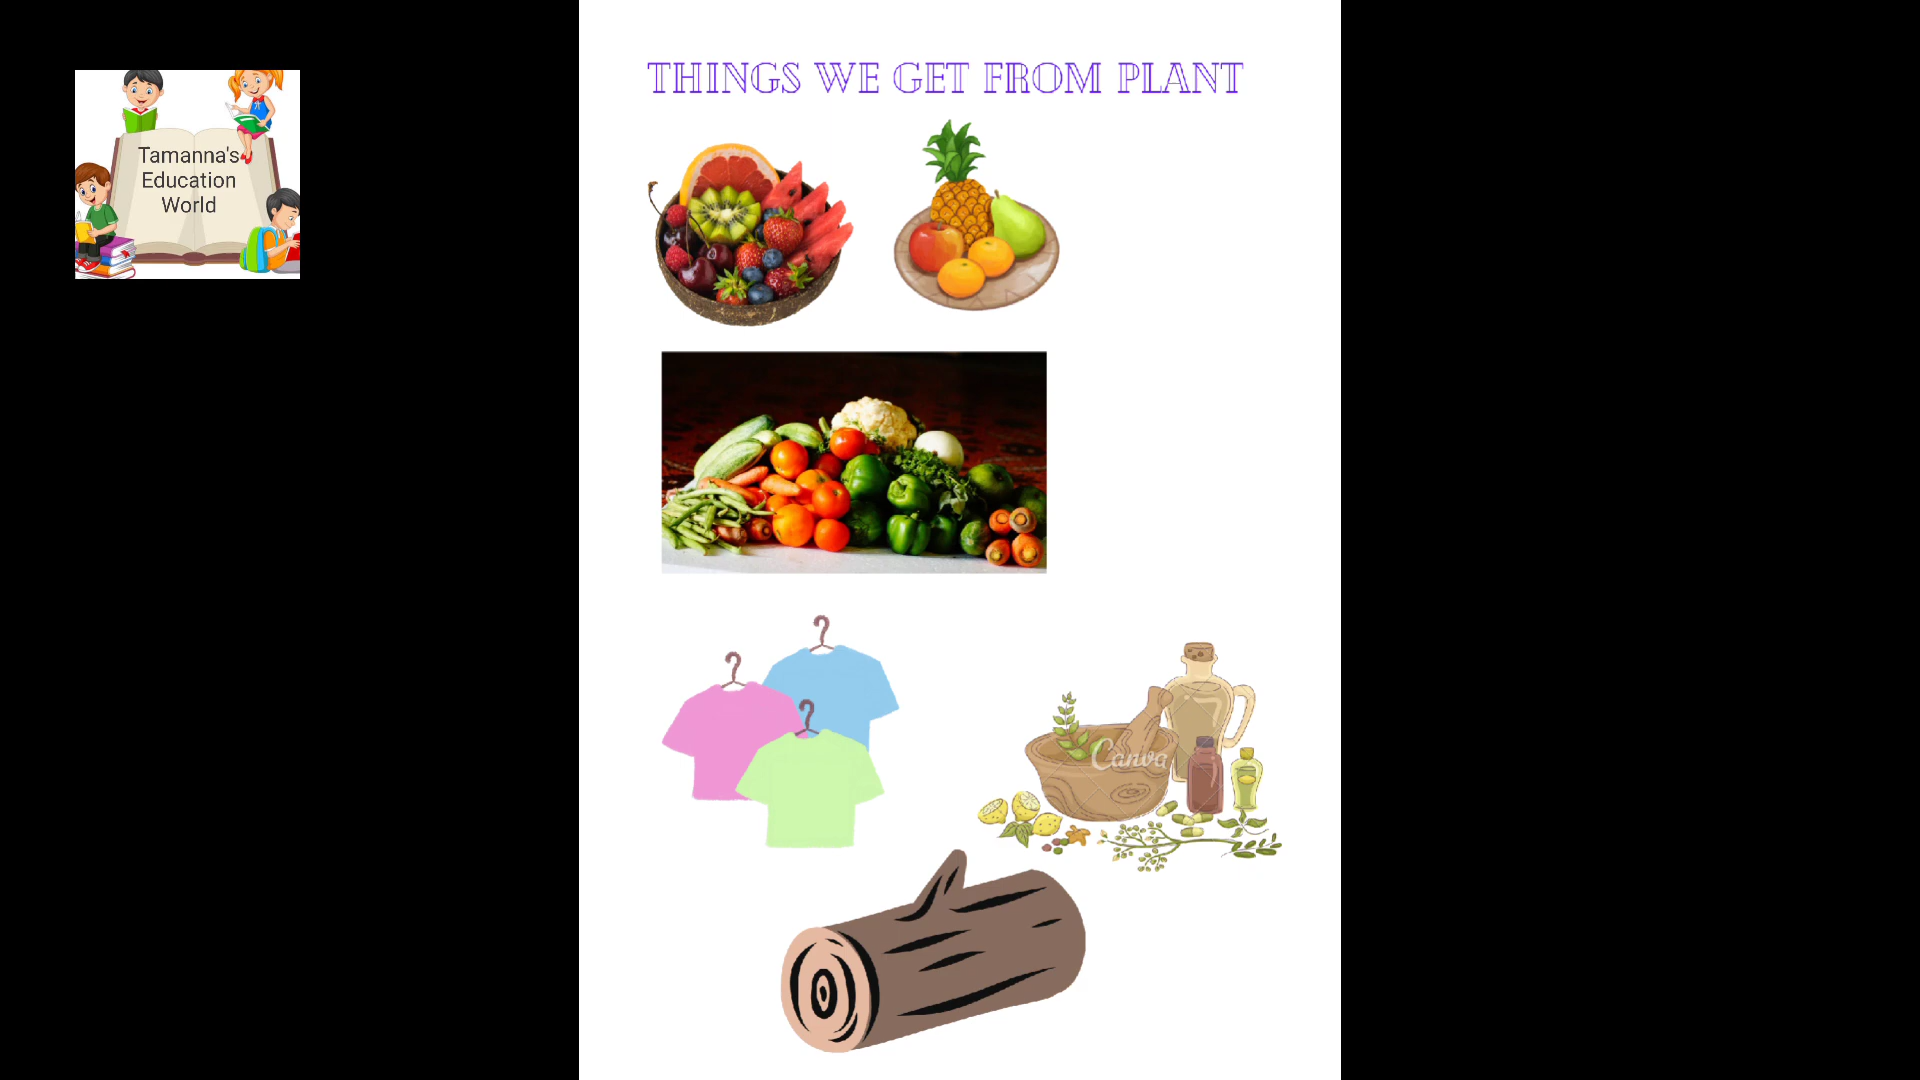 THINGS WE GET FROM PLANT
Tamanna's
Education
World
Canva